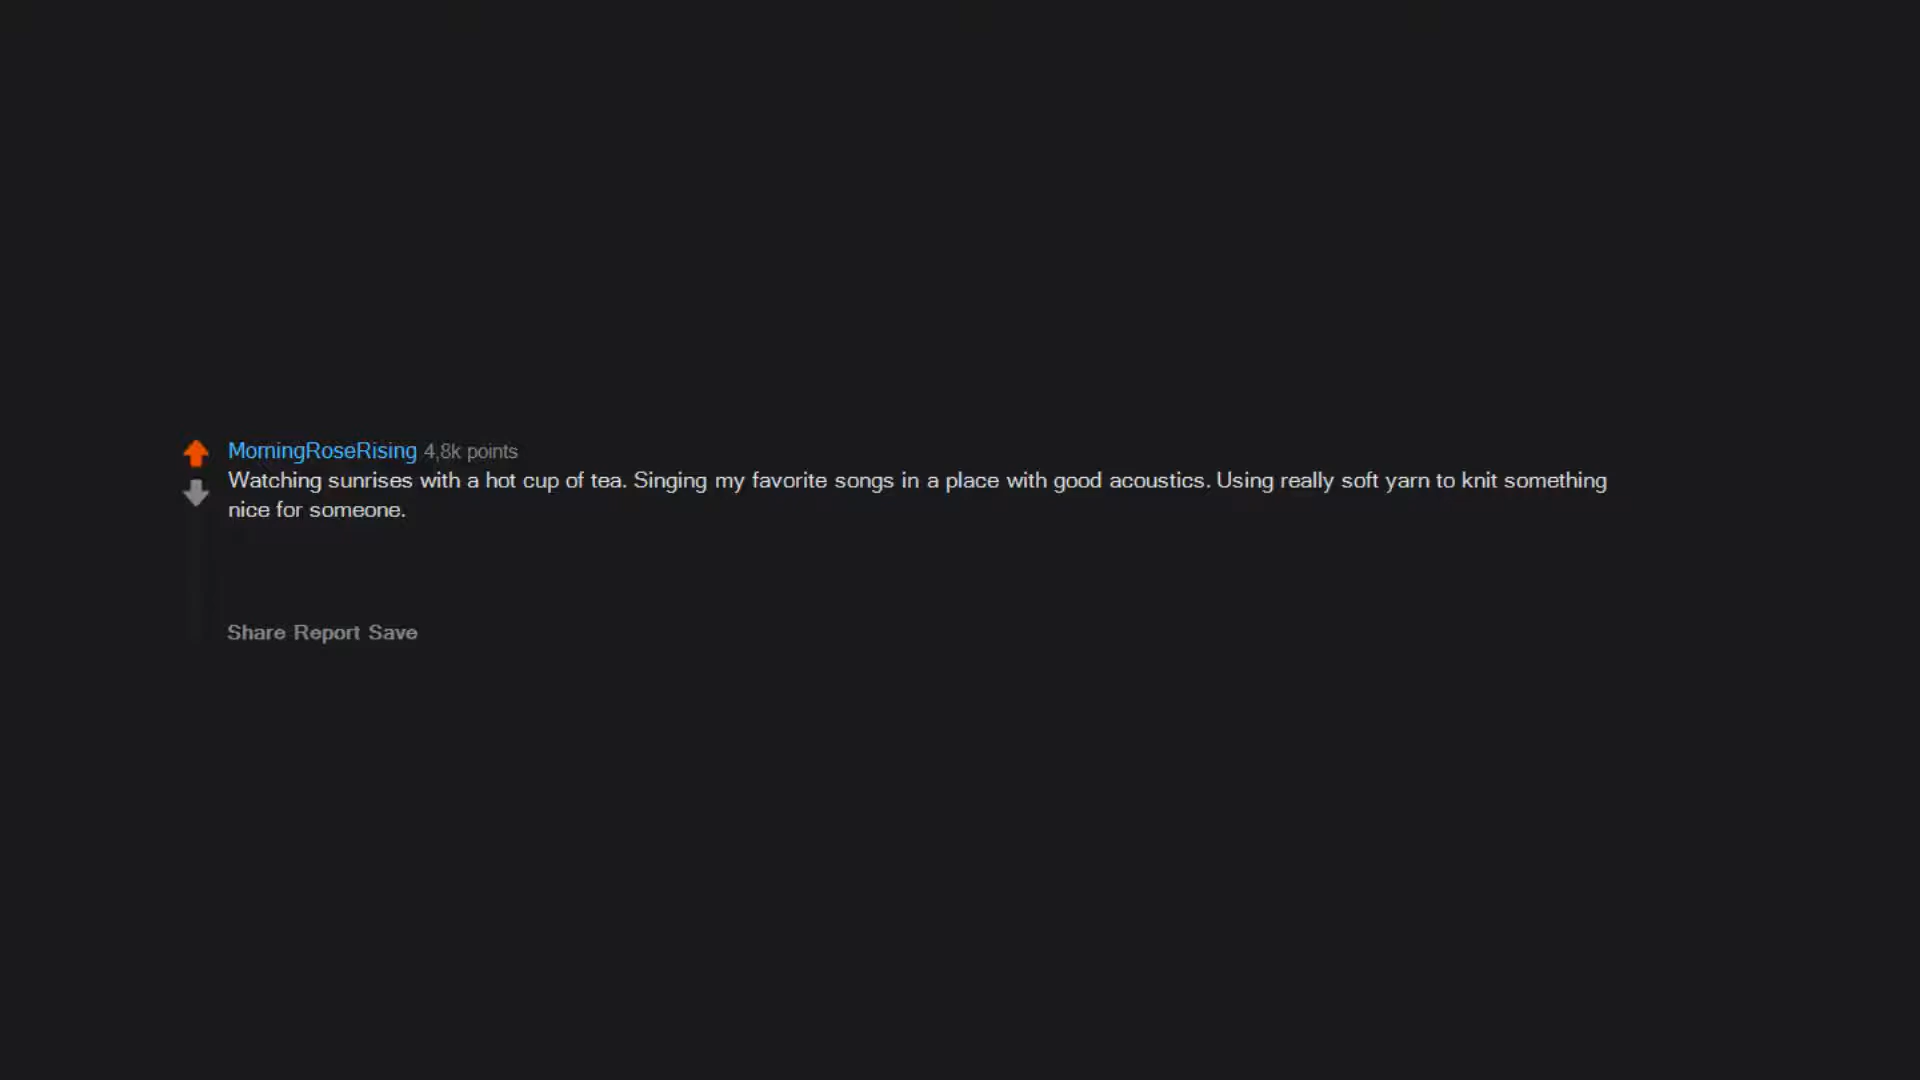 MorningRoseRising 4,8k points
Watching sunrises with a hot cup of tea. Singing my favorite songs in a place with good acoustics. Using really soft yarn to knit something
nice for someone.
Share Report Save